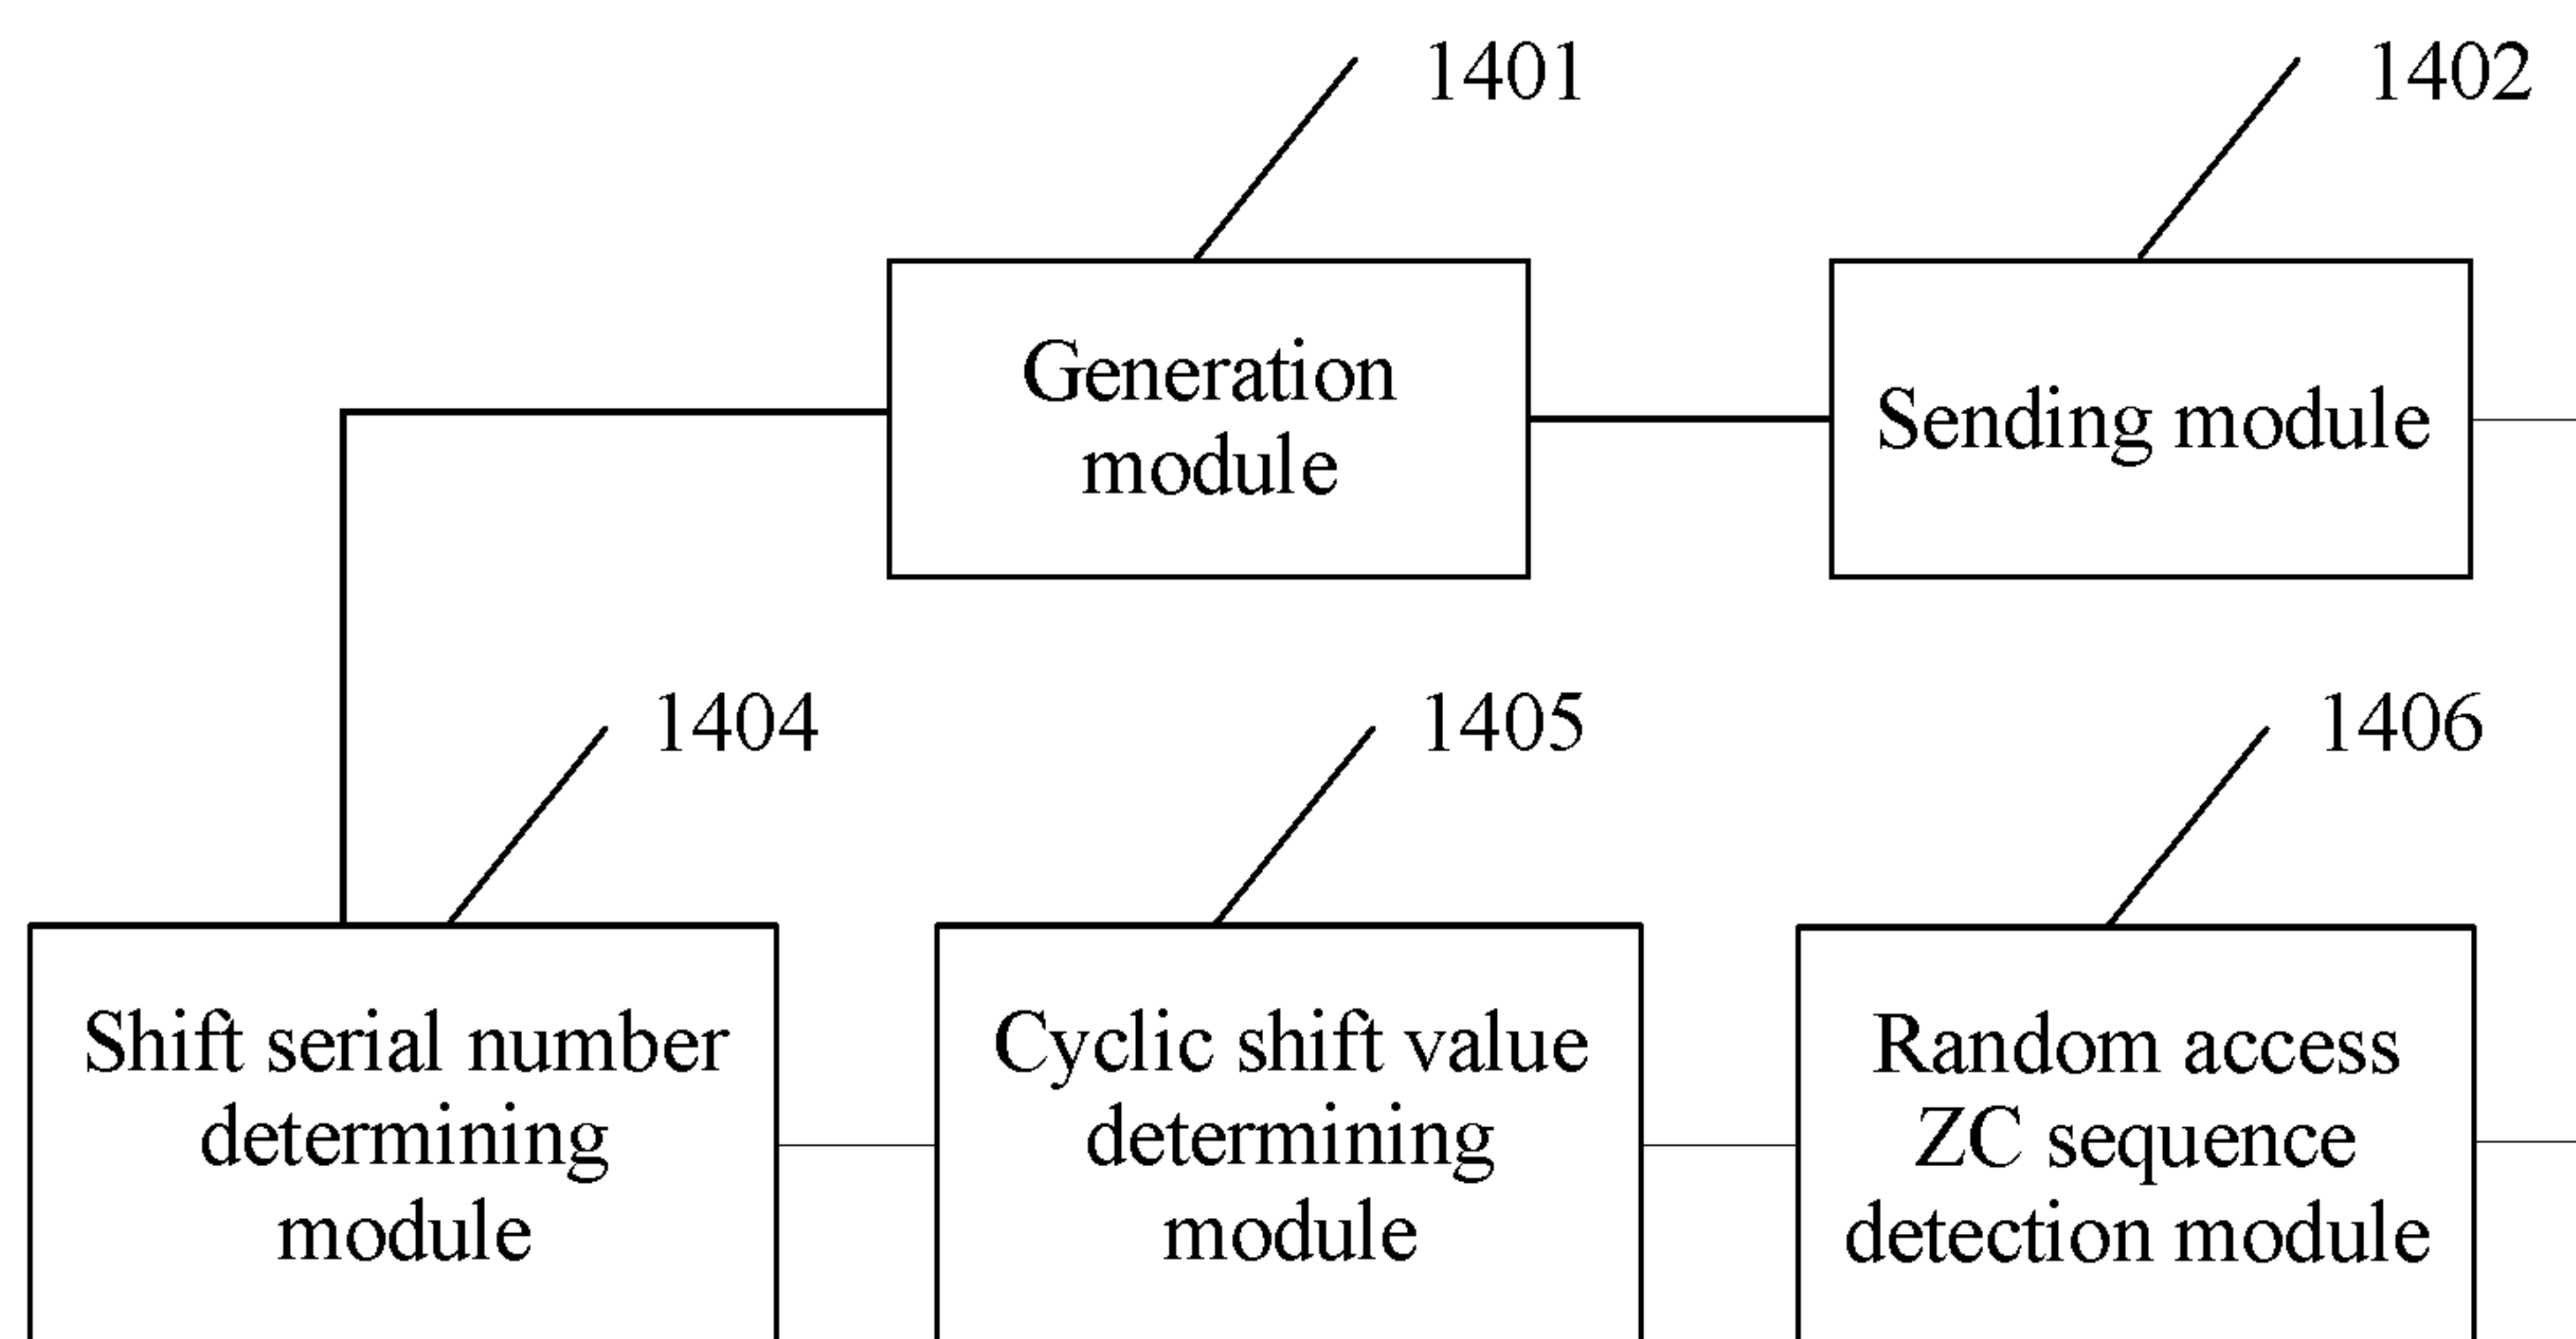 1401
1402
Generation
module
Sending module
1404
1405
1406
Shift serial number
determining
module
Cyclic shift value
determining
module
Random access
ZC sequence
detection module